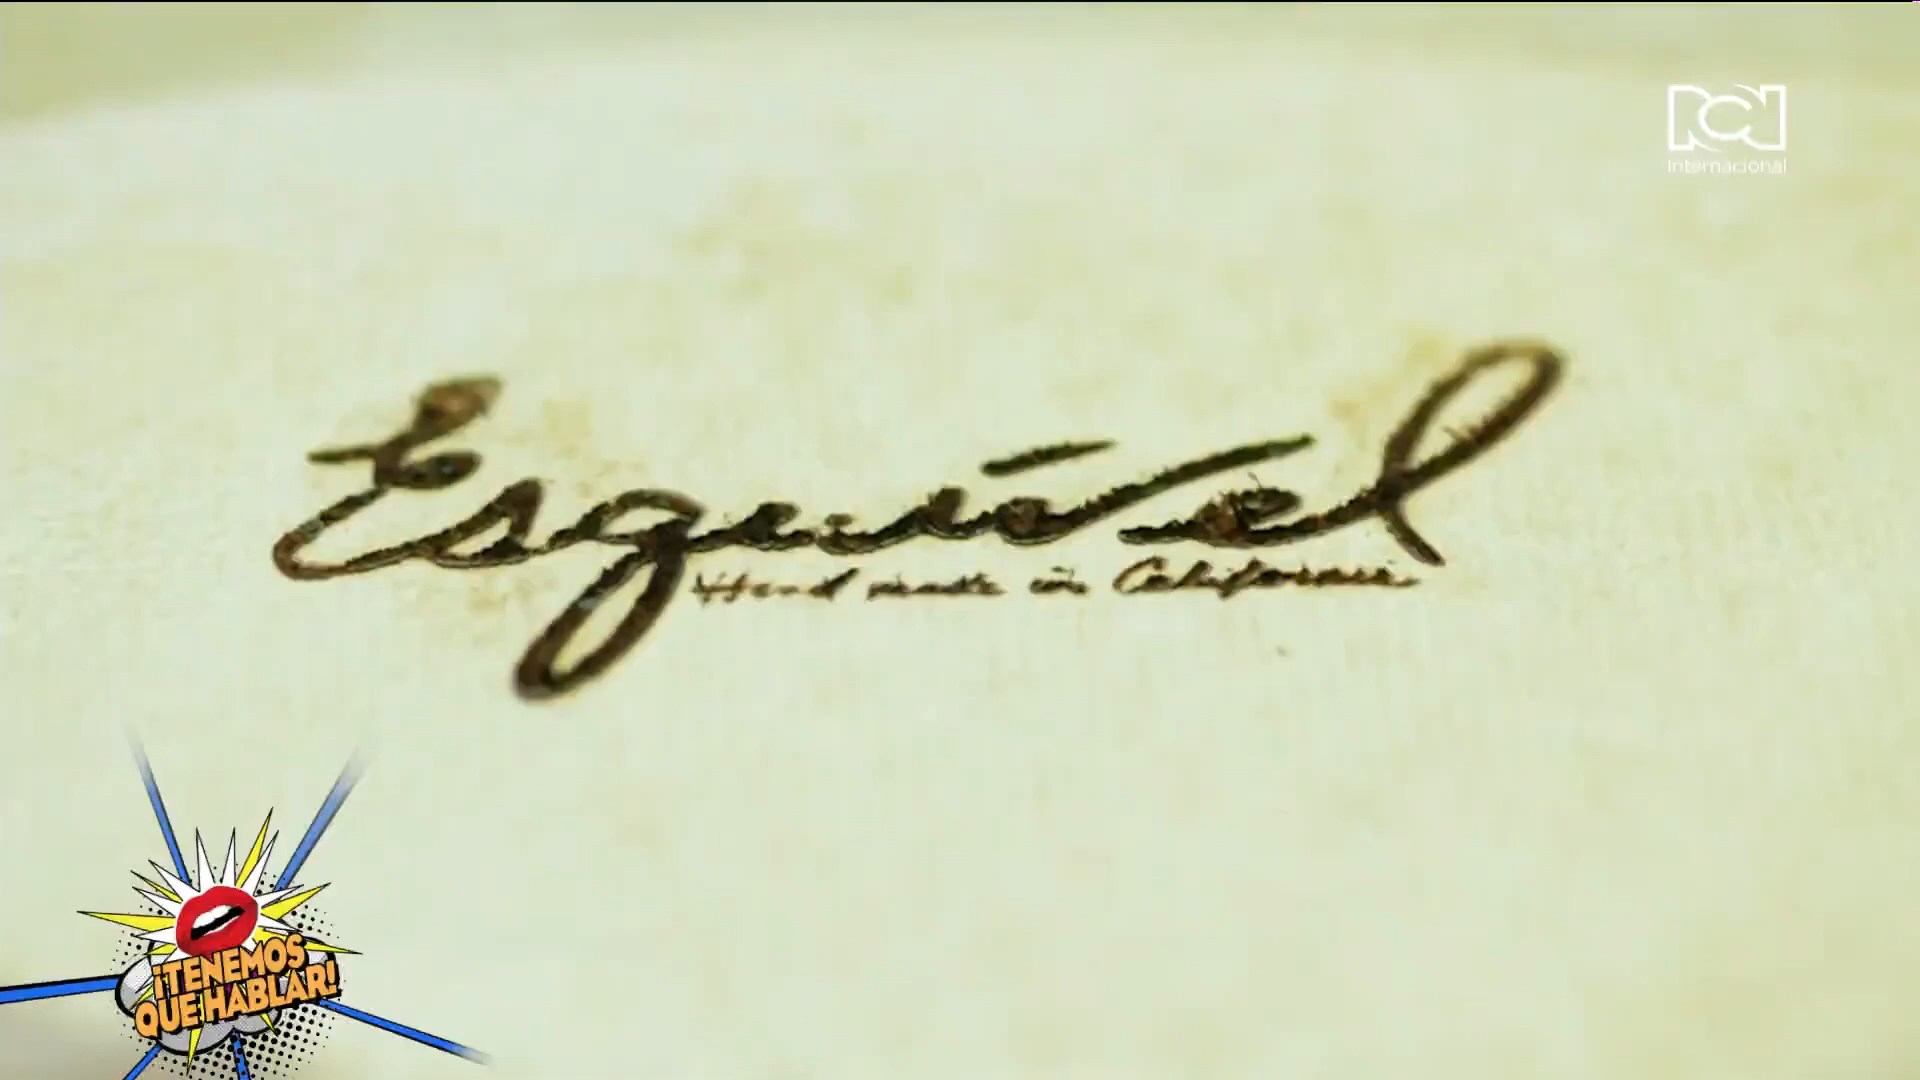 RCN
internacional
Esquivel
Hand made in California
¡TENEMOS
QUE HABLAR!